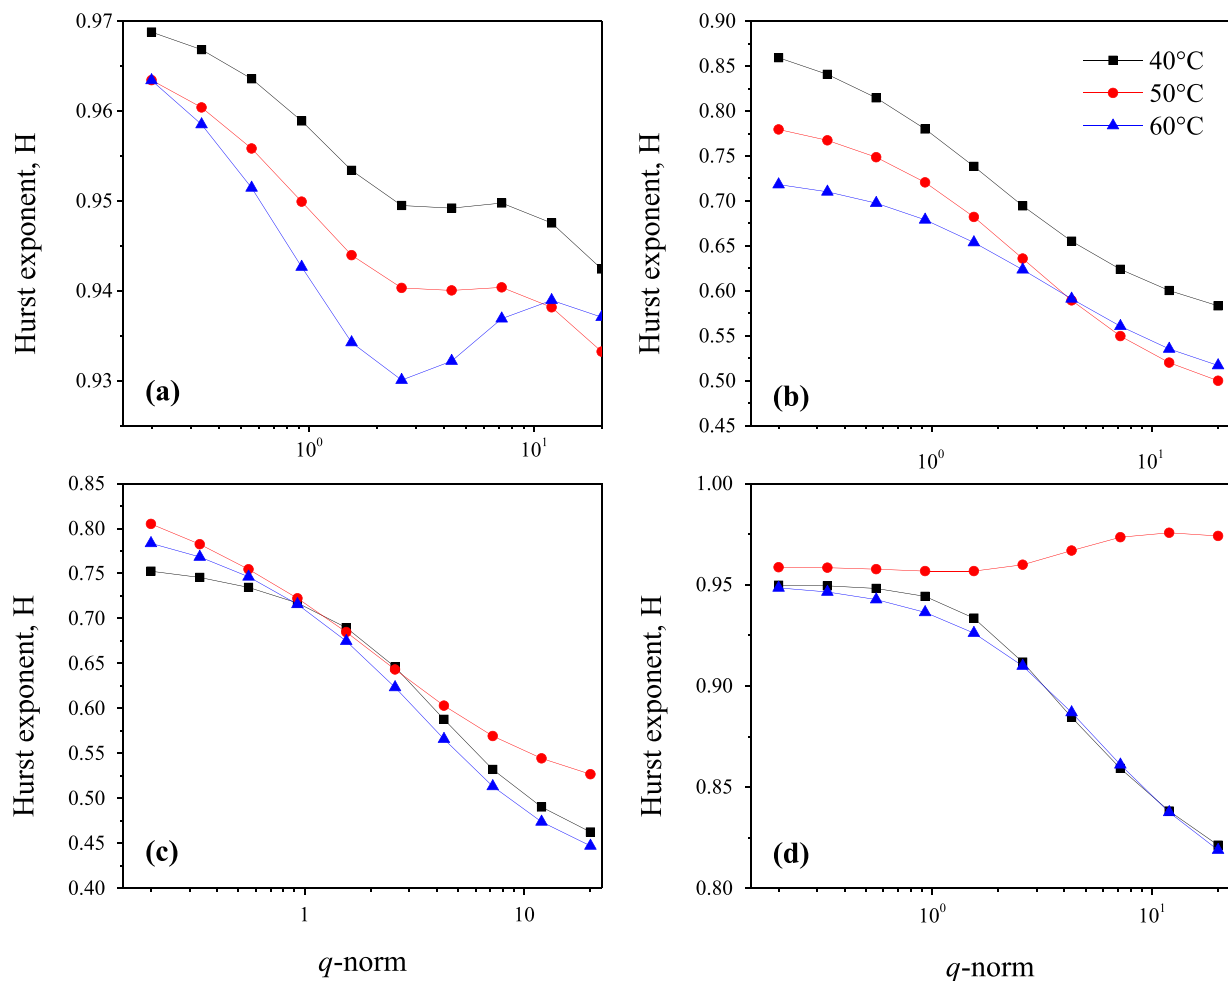 0.97
0.96
0.95
0.94
0.93
Hurst exponent, H
(a)
10⁰
10¹
0.90
0.85
0.80
0.75
0.70
0.65
0.60
0.55
0.50
0.45
Hurst exponent, H
40°C
50°C
60°C
(b)
10⁰
10¹
0.85
0.80
0.75
0.70
0.65
0.60
0.55
0.50
0.45
0.40
Hurst exponent, H
(c)
1
10
q-norm
1.00
0.95
0.90
0.85
0.80
Hurst exponent, H
(d)
10⁰
10¹
q-norm